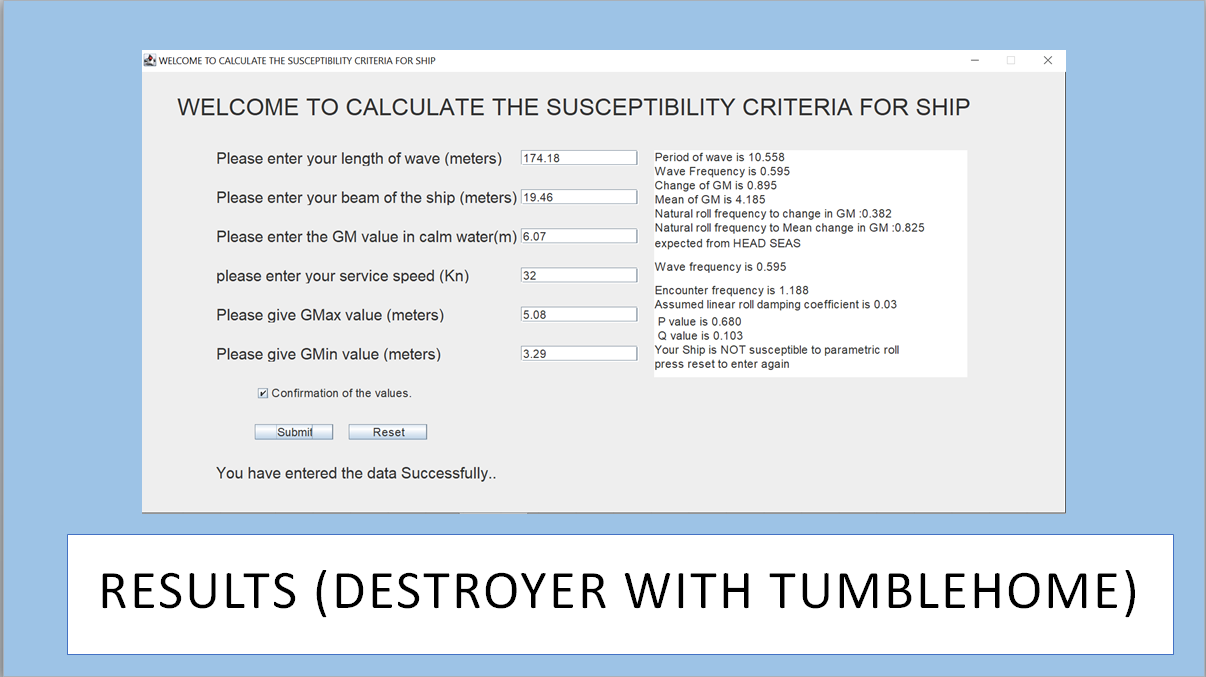 WELCOME TO CALCULATE THE SUSCEPTIBILITY CRITERIA FOR SHIP
WELCOME TO CALCULATE THE SUSCEPTIBILITY CRITERIA FOR SHIP
Please enter your length of wave (meters) 174.18
Please enter your beam of the ship (meters) 19.46
Please enter the GM value in calm water(m) 6.07
please enter your service speed (Kn) 32
Please give GMax value (meters) 5.08
Please give GMin value (meters) 3.29
Confirmation of the values.
Submit Reset
You have entered the data Successfully..
Period of wave is 10.558
Wave Frequency is 0.595
Change of GM is 0.895
Mean of GM is 4.185
Natural roll frequency to change in GM :0.382
Natural roll frequency to Mean change in GM :0.825
expected from HEAD SEAS
Wave frequency is 0.595
Encounter frequency is 1.188
Assumed linear roll damping coefficient is 0.03
P value is 0.680
Q value is 0.103
Your Ship is NOT susceptible to parametric roll
press reset to enter again
RESULTS (DESTROYER WITH TUMBLEHOME)